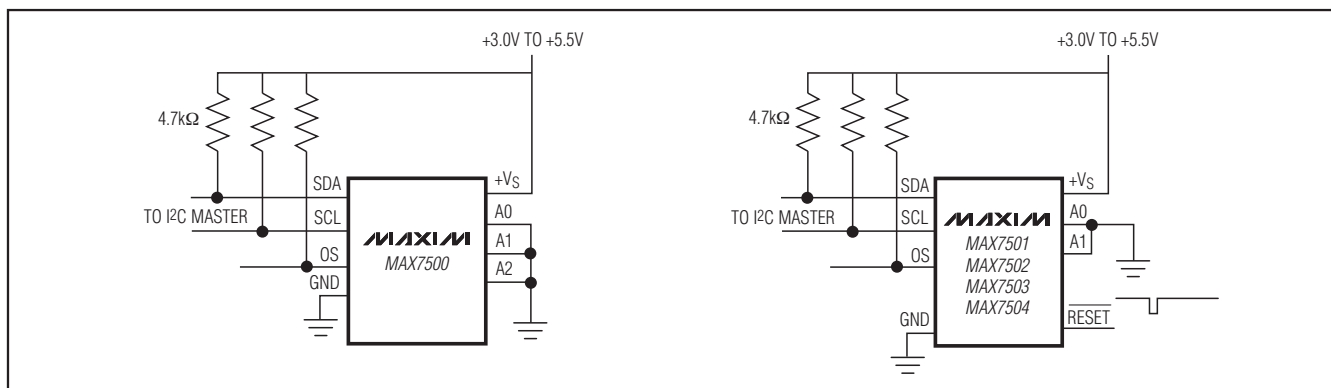 +3.0V TO +5.5V
4.7kΩ
SDA
+VS
TO I2C MASTER
SCL
A0
MAXIM
MAX7500
A1
OS
A2
GND
+3.0V TO +5.5V
4.7kΩ
SDA
+VS
TO I2C MASTER
SCL
A0
MAXIM
MAX7501
A1
OS
MAX7502
MAX7503
MAX7504
GND
RESET